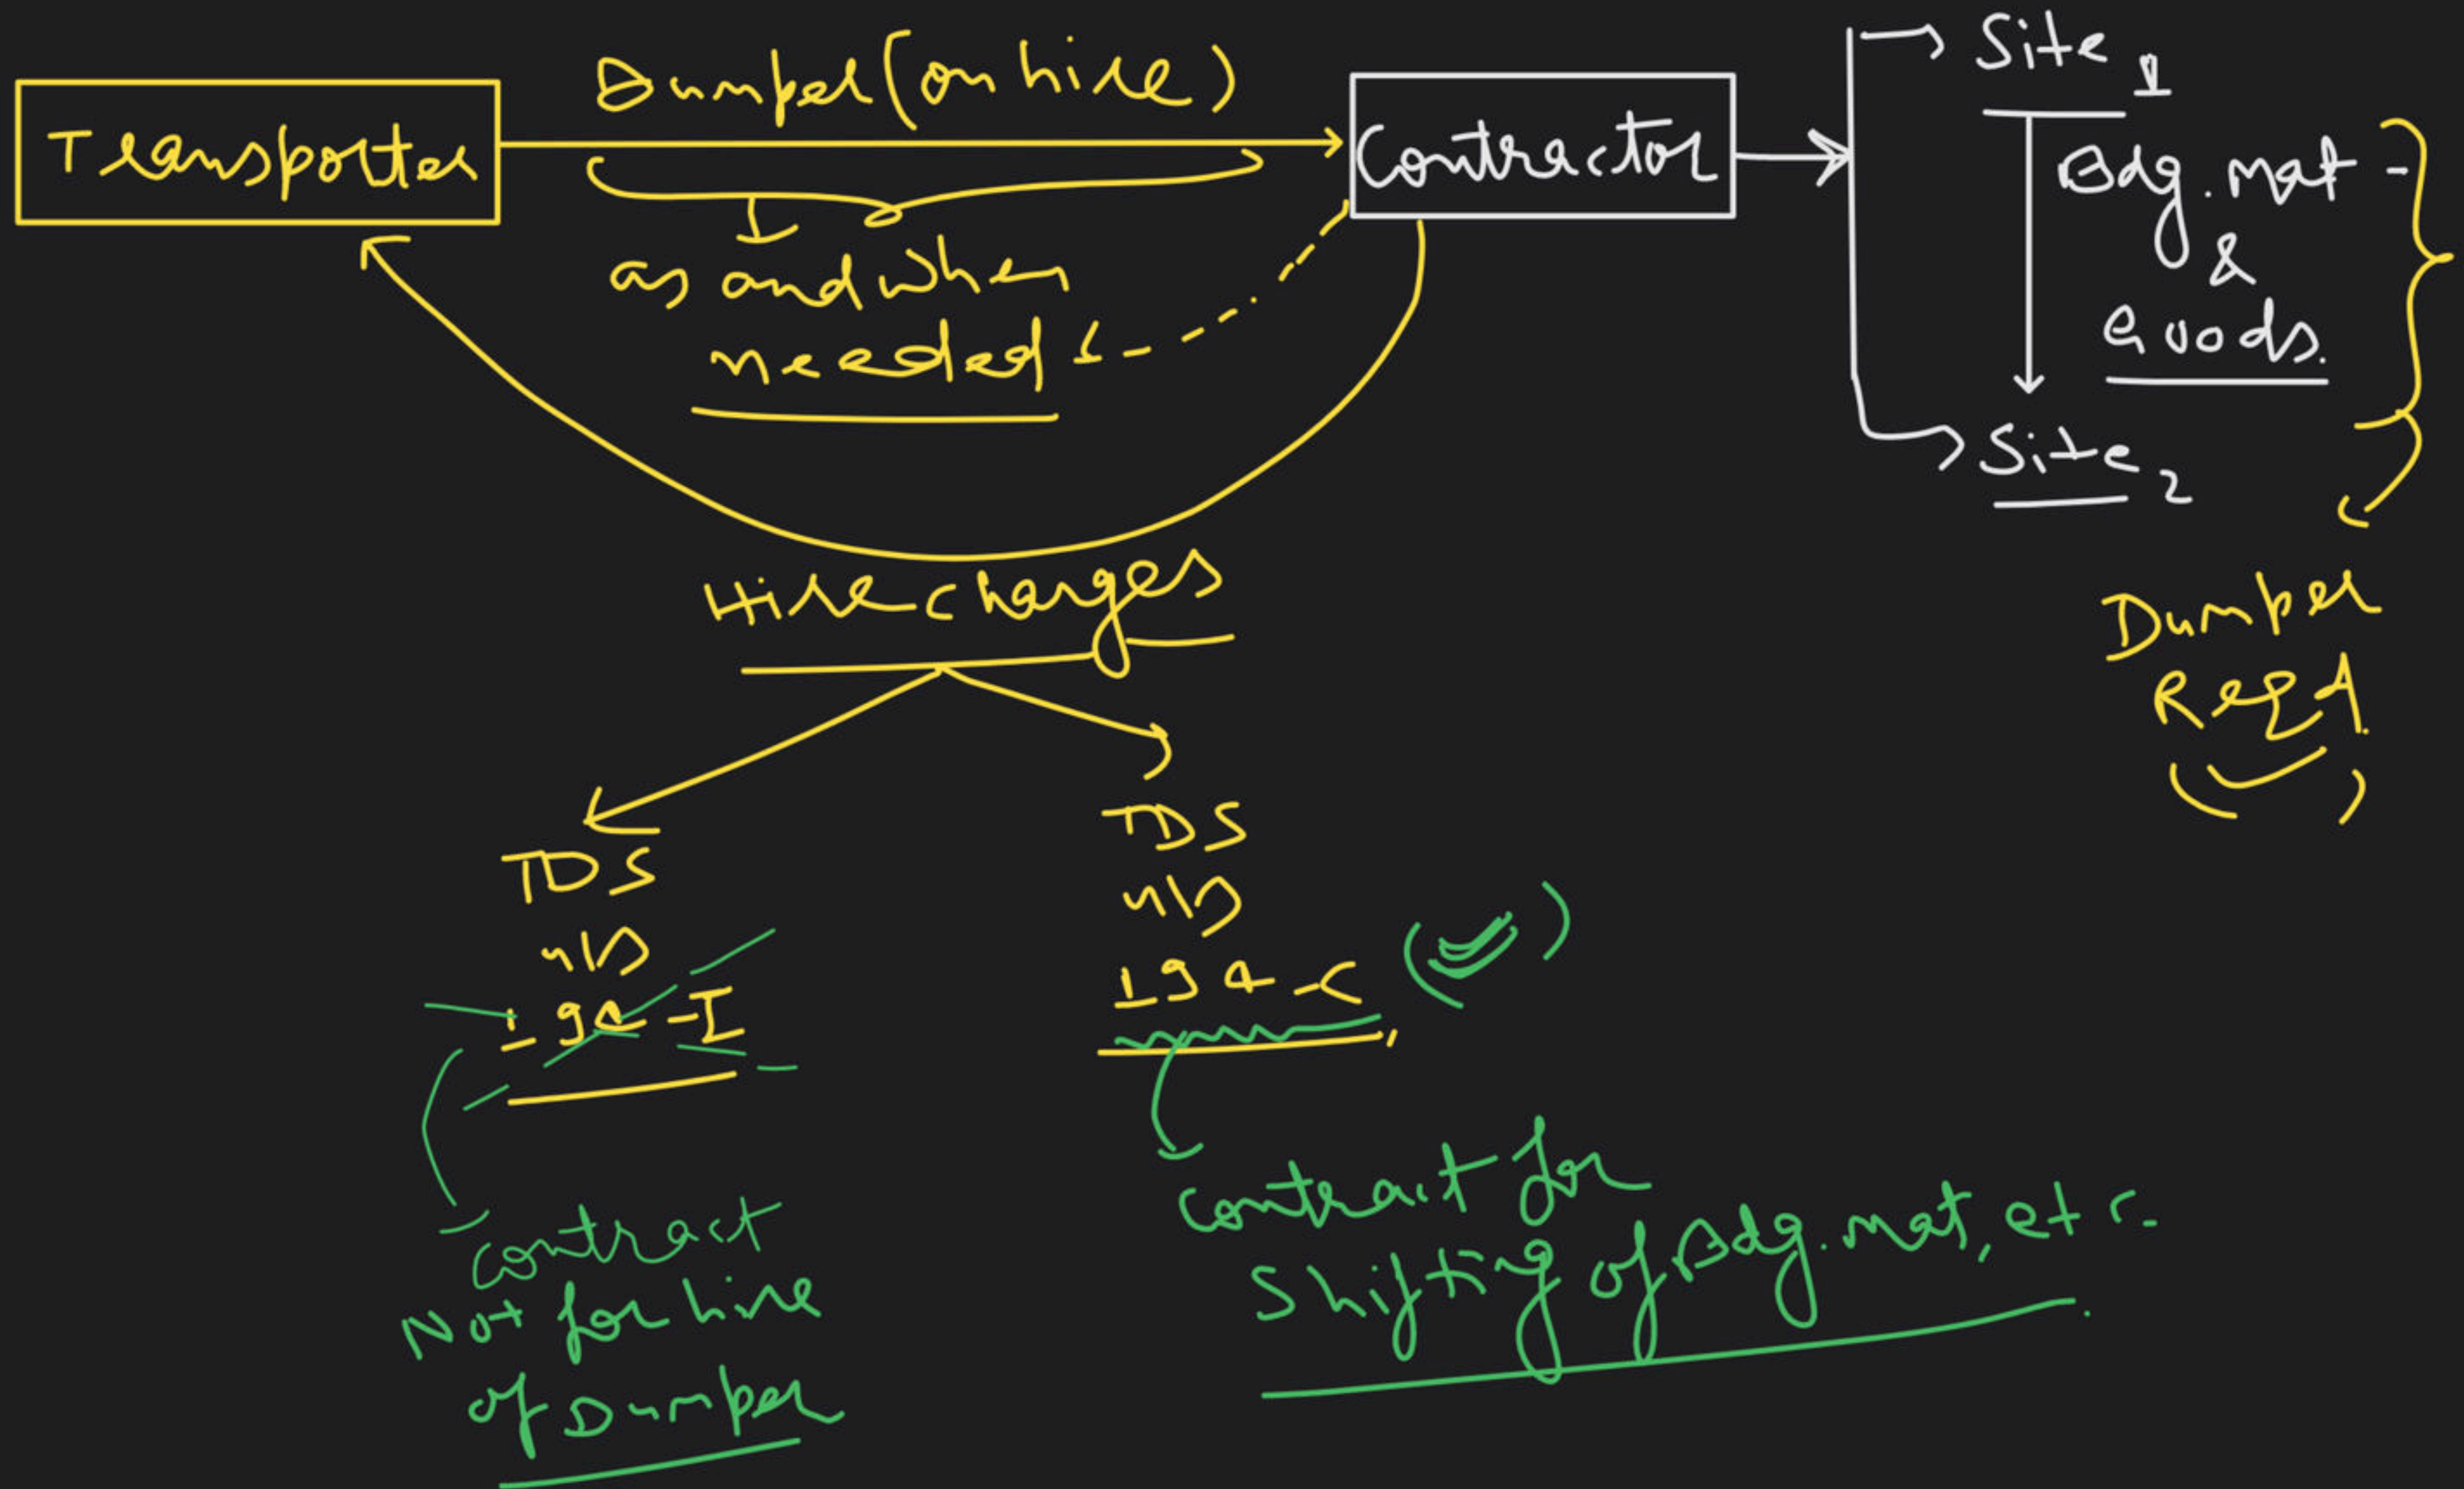 Transporter
Dumper (on hire)
as and when
needed
Contractor
Site 1
Bdg. mat
&
goods.
Site 2
Dumper
Reqd.
Hire charges
TDS
u/s
194-I
TDS
u/s
194-C
Contract
Not for hire
of Dumper
Contract for
Shifting of Bdg. mat, etc.